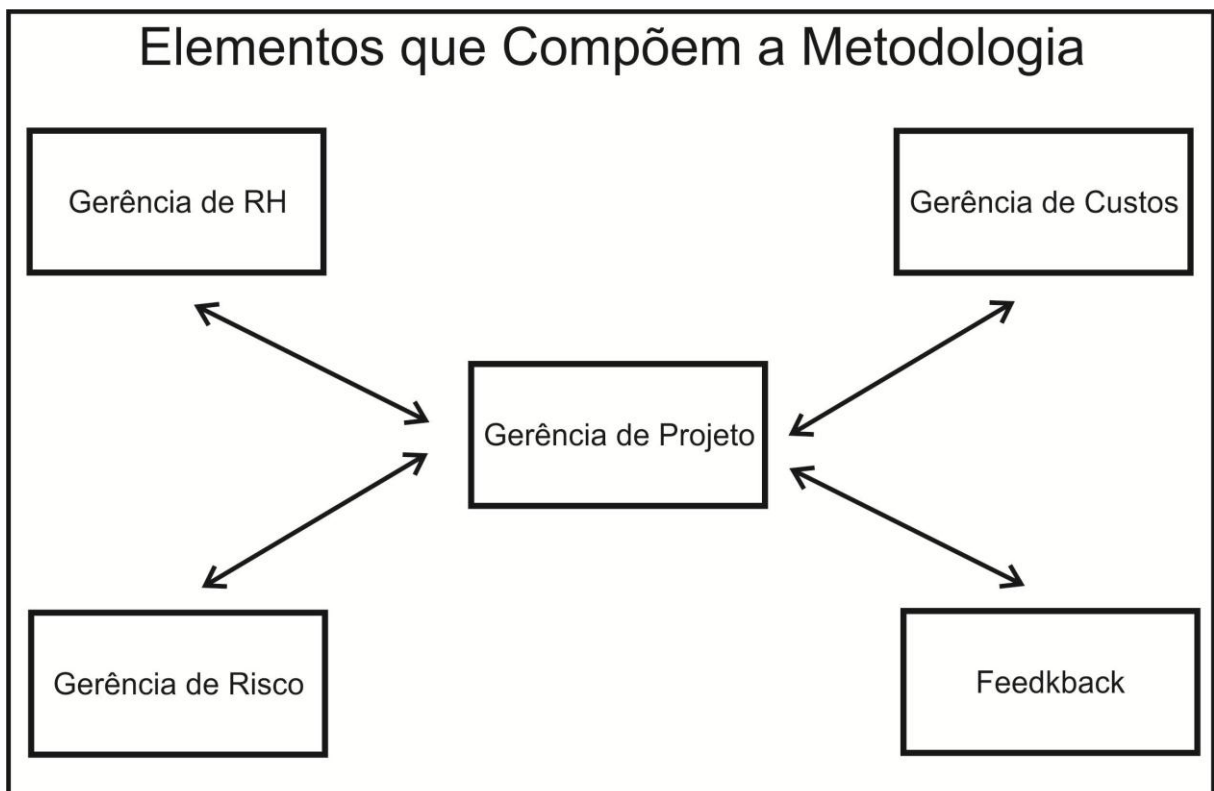 Elementos que Compõem a Metodologia
Gerência de RH
Gerência de Custos
Gerência de Projeto
Gerência de Risco
Feedkback